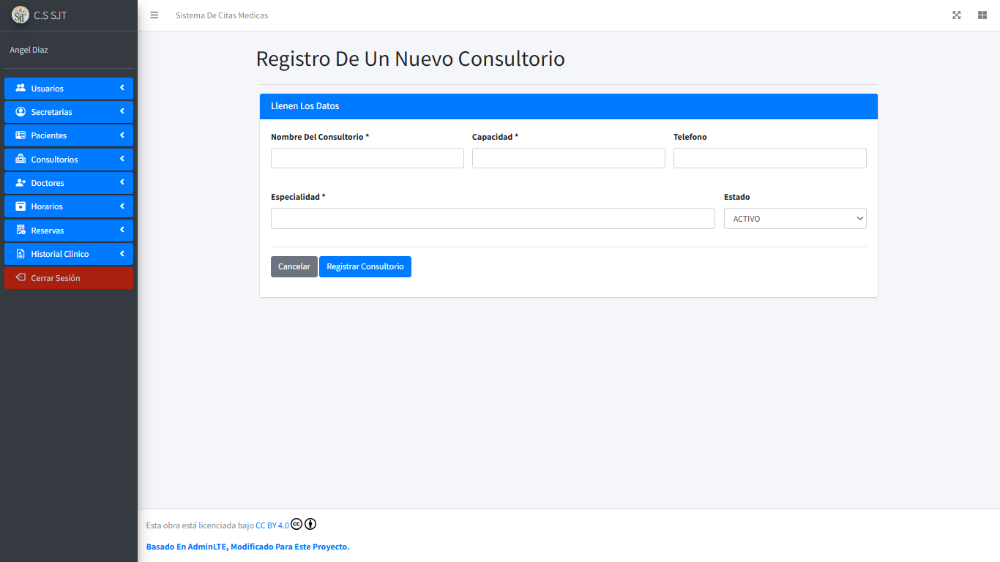 C.S SJT
Sistema De Citas Medicas
Angel Diaz
Usuarios
Secretarias
Pacientes
Consultorios
Doctores
Horarios
Reservas
Historial Clinico
Cerrar Sesión
Registro De Un Nuevo Consultorio
Llenen Los Datos
Nombre Del Consultorio * Capacidad * Telefono
Especialidad * Estado
ACTIVO
Cancelar Registrar Consultorio
Esta obra está licenciada bajo CC BY 4.0
Basado En AdminLTE, Modificado Para Este Proyecto.